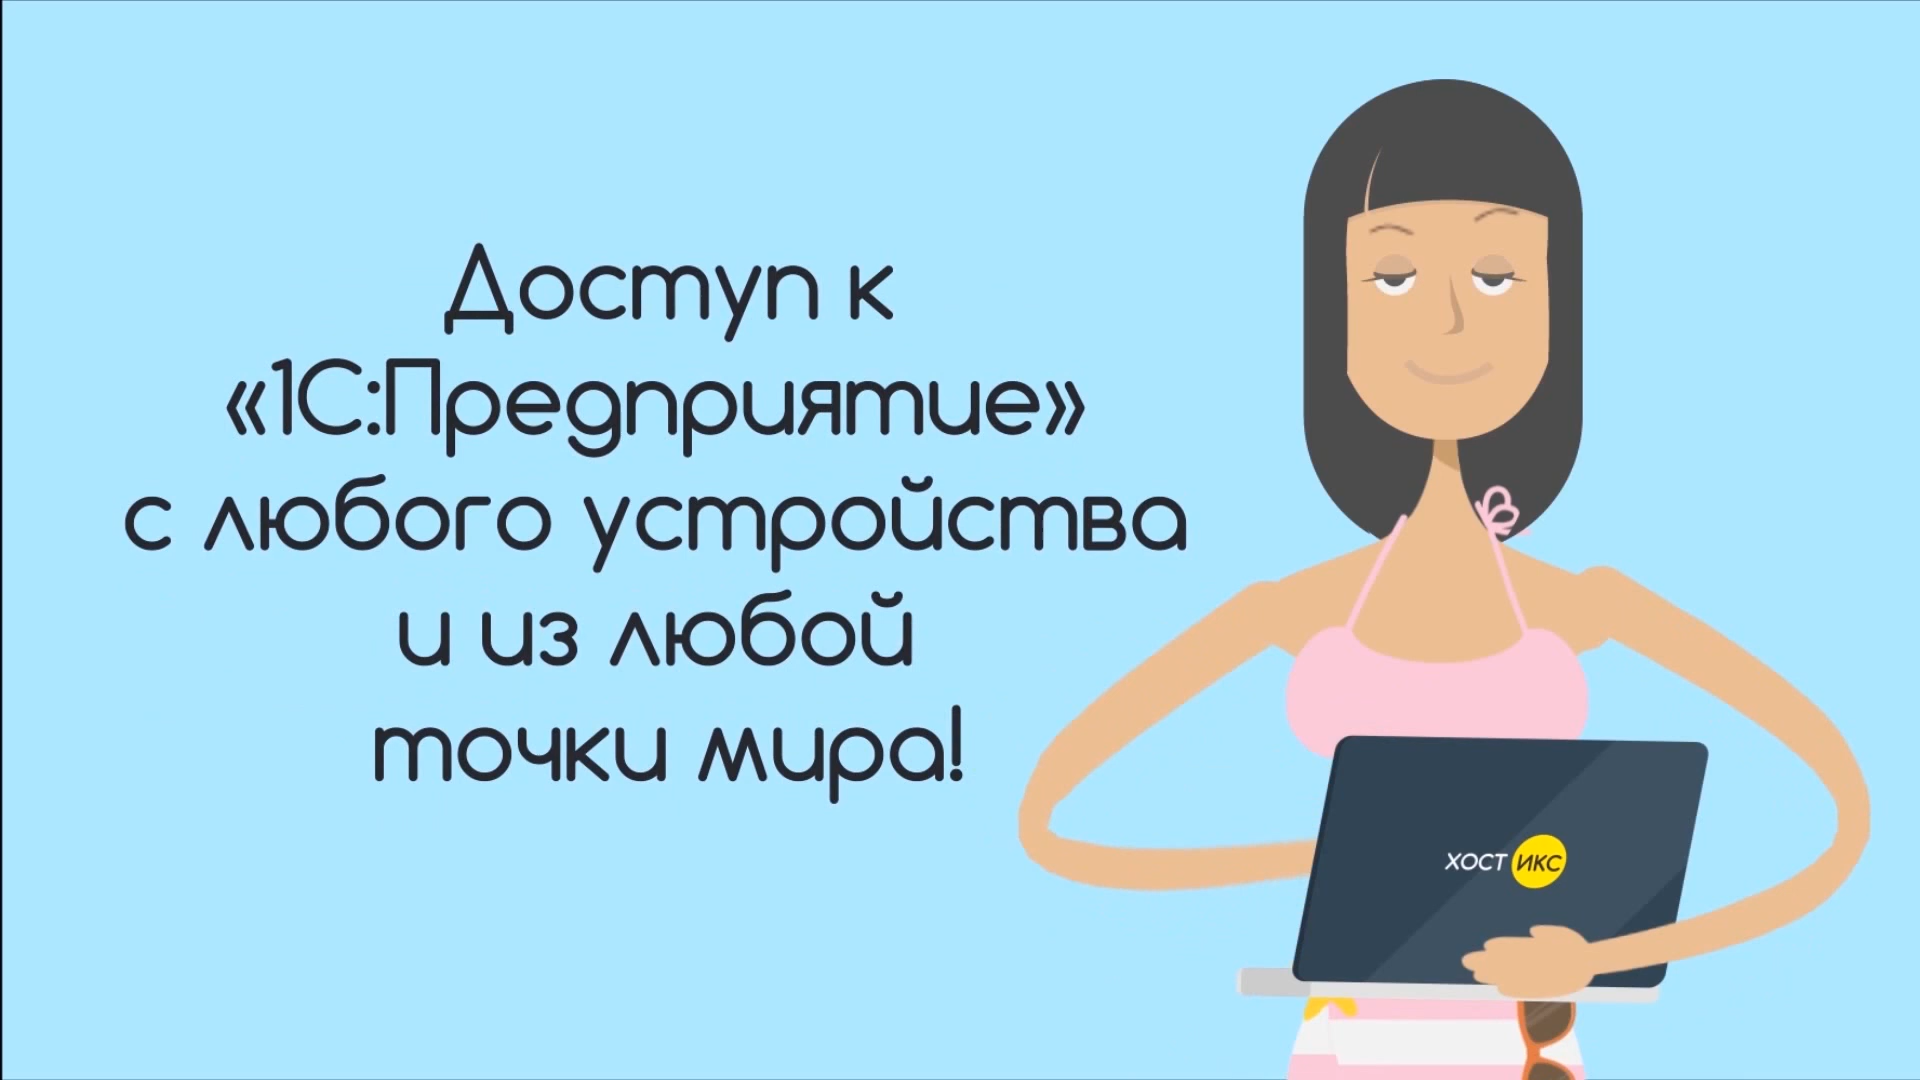 Доступ к
«1С:Предприятие»
с любого устройства
и из любой
точки мира!
ХОСТ ИКС